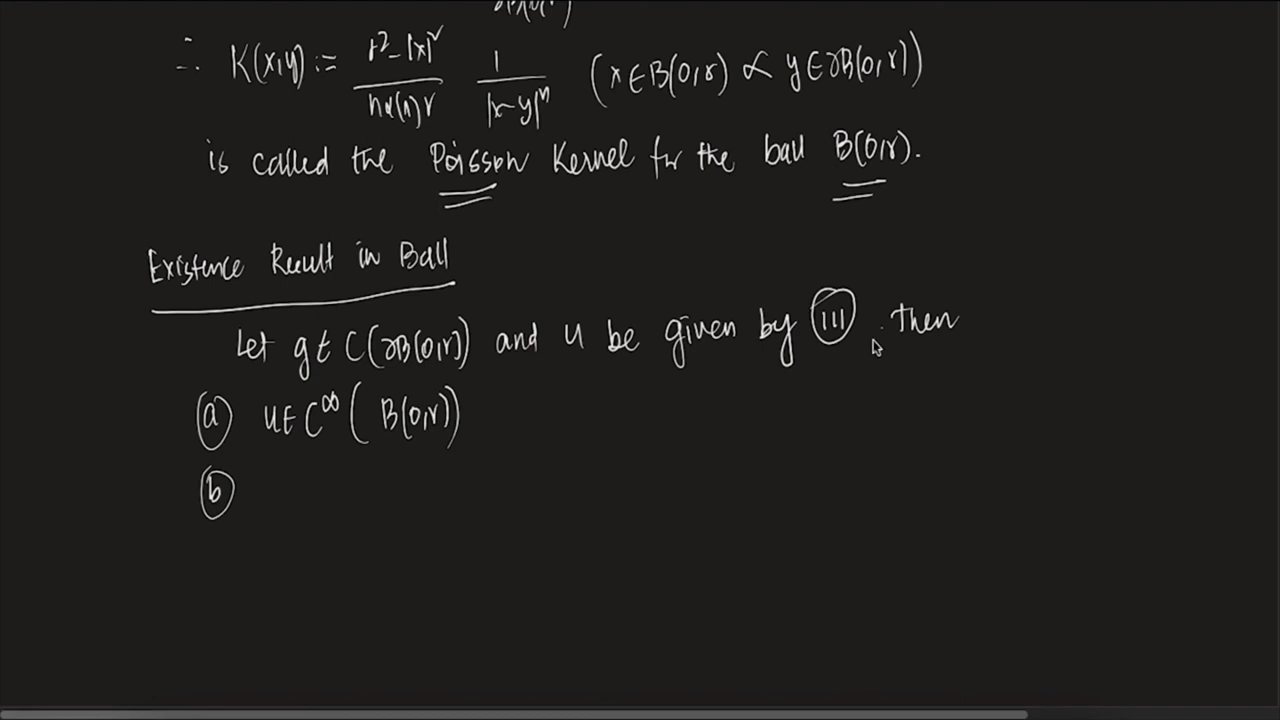 ∴ K(x,y) := (r² - |x|²)/(nα(n)r) 1/|x-y|ⁿ (x ∈ B(0,r) & y ∈ ∂B(0,r))
is called the Poisson Kernel for the ball B(0,r).
Existence Result in Ball
Let g ∈ C(∂B(0,r)) and u be given by (III), then
(a) u ∈ C^∞ (B(0,r))
(b)